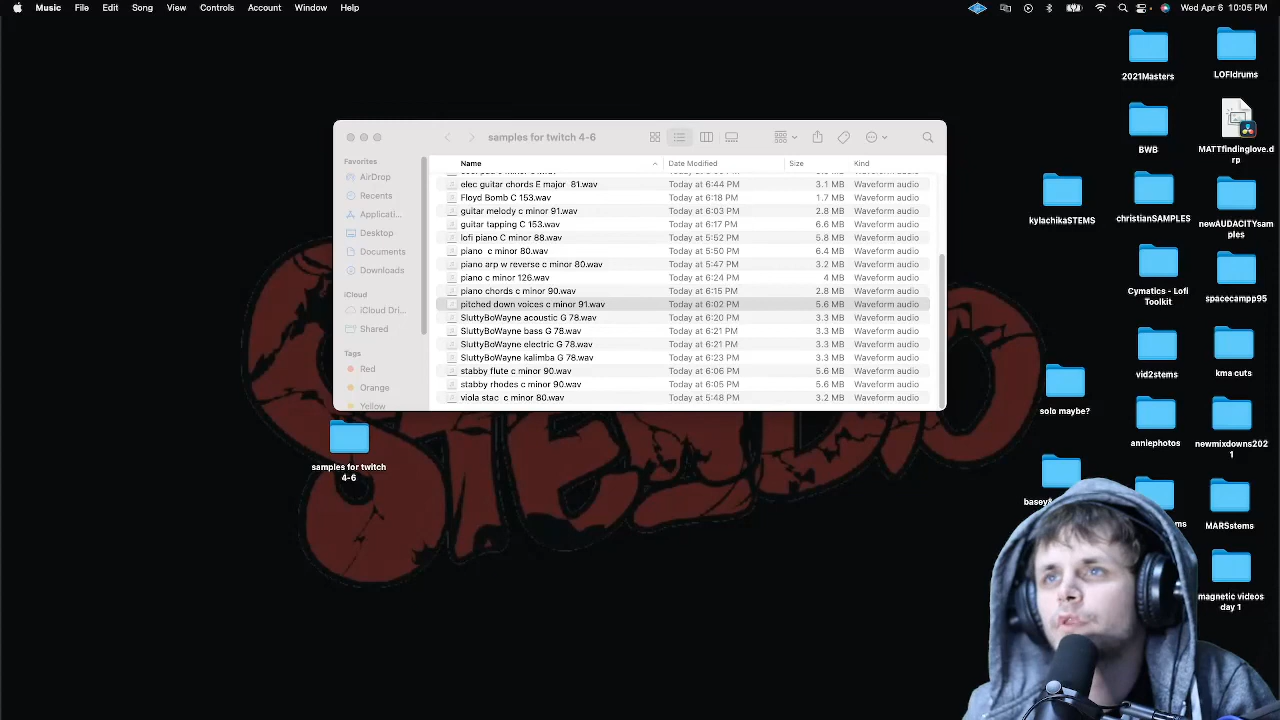 Music File Edit Song View Controls Account Window Help Wed Apr 6 10:05 PM
samples for twitch 4-6
Favorites
AirDrop
Recents
Applicati...
Desktop
Documents
Downloads
iCloud
iCloud Dri...
Shared
Tags
Red
Orange
Yellow
Name Date Modified Size Kind
elec guitar chords E major 81.wav Today at 6:44 PM 3.1 MB Waveform audio
Floyd Bomb C 153.wav Today at 6:18 PM 1.7 MB Waveform audio
guitar melody c minor 91.wav Today at 6:03 PM 2.8 MB Waveform audio
guitar tapping C 153.wav Today at 6:17 PM 6.6 MB Waveform audio
lofi piano C minor 88.wav Today at 5:52 PM 5.8 MB Waveform audio
piano c minor 80.wav Today at 5:50 PM 6.4 MB Waveform audio
piano arp w reverse c minor 80.wav Today at 5:47 PM 3.2 MB Waveform audio
piano c minor 126.wav Today at 6:24 PM 4 MB Waveform audio
piano chords c minor 90.wav Today at 6:15 PM 2.8 MB Waveform audio
pitched down voices c minor 91.wav Today at 6:02 PM 5.6 MB Waveform audio
SluttyBoWayne acoustic G 78.wav Today at 6:20 PM 3.3 MB Waveform audio
SluttyBoWayne bass G 78.wav Today at 6:21 PM 3.3 MB Waveform audio
SluttyBoWayne electric G 78.wav Today at 6:21 PM 3.3 MB Waveform audio
SluttyBoWayne kalimba G 78.wav Today at 6:23 PM 3.3 MB Waveform audio
stabby flute c minor 90.wav Today at 6:06 PM 5.6 MB Waveform audio
stabby rhodes c minor 90.wav Today at 6:05 PM 5.6 MB Waveform audio
viola stac c minor 80.wav Today at 5:48 PM 3.2 MB Waveform audio
samples for twitch
4-6
2021Masters
LOFIdrums
BWB
MATTfindinglove.d
rp
kylachikaSTEMS
christianSAMPLES
newAUDACITYsam
ples
Cymatics - Lofi
Toolkit
spacecampp95
vid2stems
kma cuts
solo maybe?
anniephotos
newmixdowns202
1
MARSstems
magnetic videos
day 1